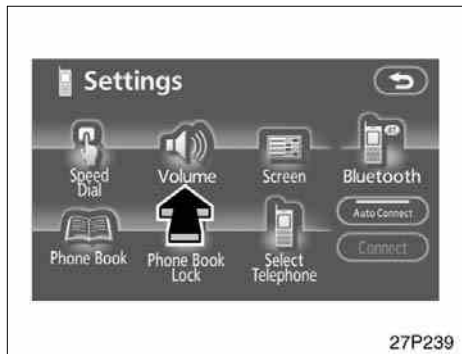 Settings
Speed
Dial
Volume
Screen
Bluetooth
Auto Connect
Phone Book
Phone Book
Lock
Select
Telephone
Connect
27P239